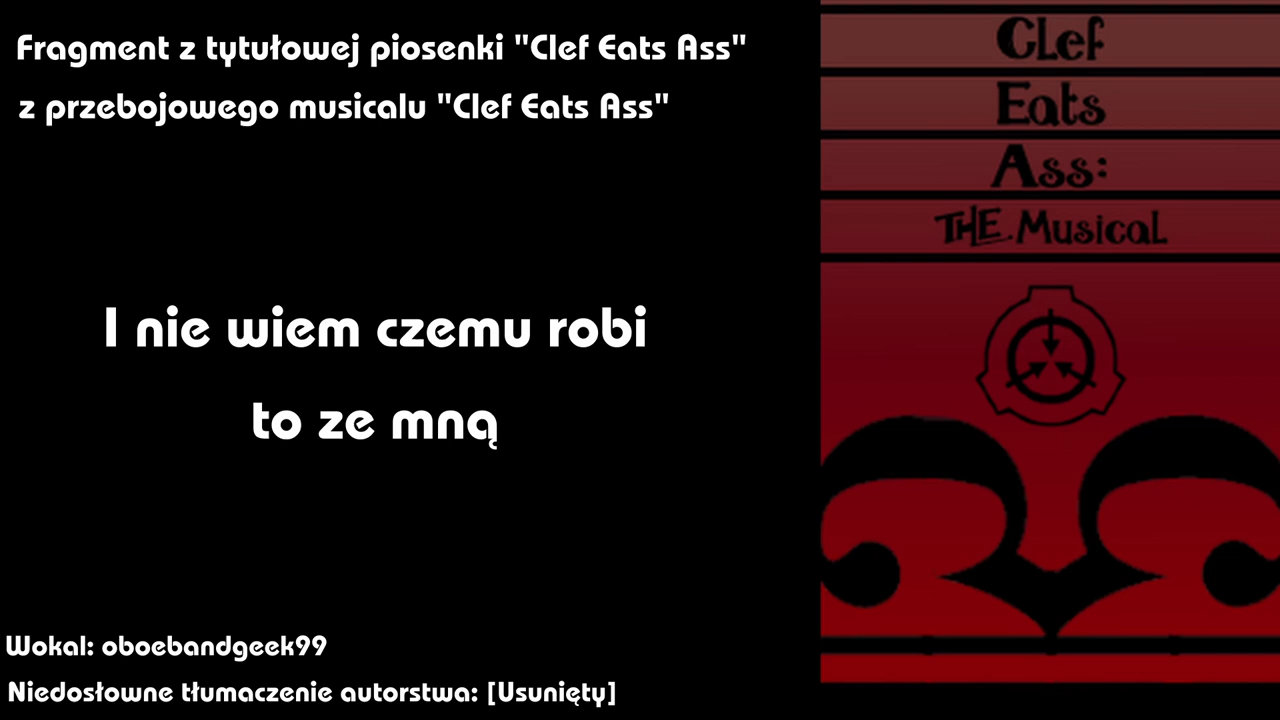 Fragment z tytułowej piosenki "Clef Eats Ass"
z przebojowego musicalu "Clef Eats Ass"
I nie wiem czemu robi
to ze mną
Wokal: oboebandgeek99
Niedosłowne tłumaczenie autorstwa: [Usunięty]
Clef
Eats
Ass:
THE Musical